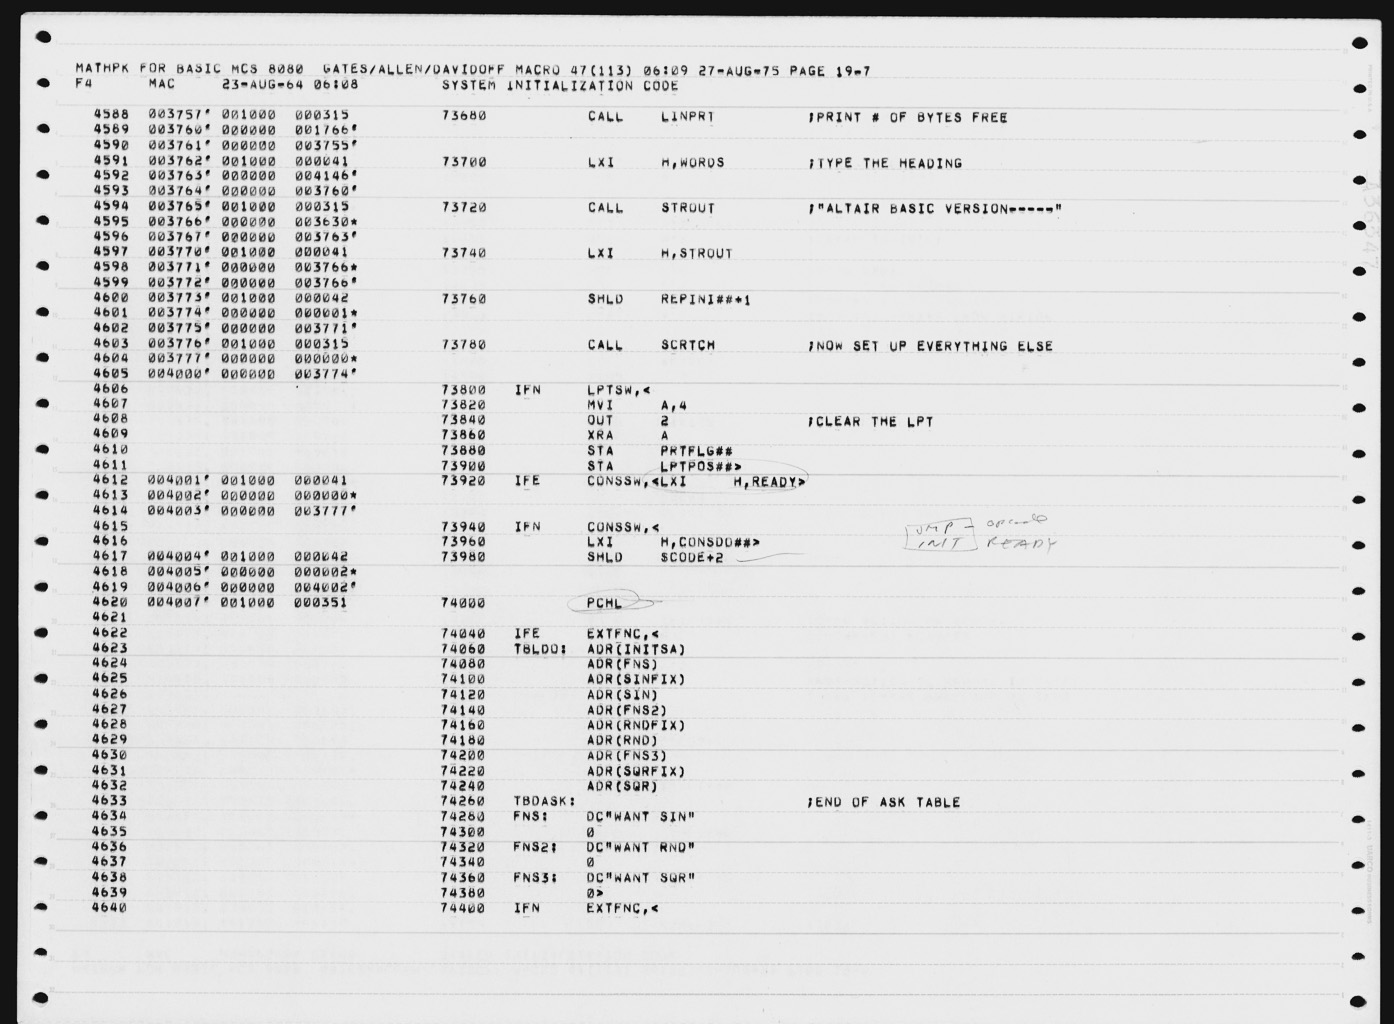 MATHPK FOR BASIC MCS 8080  GATES/ALLEN/DAVIDOFF MACRO 47(113) 06:09 27-AUG-75 PAGE 19-7
F4      MAC     23-AUG-64 06:08         SYSTEM INITIALIZATION CODE
4588 003757' 001000 000315 73680 CALL LINPRT ;PRINT # OF BYTES FREE
4589 003760' 000000 001766'
4590 003761' 000000 003755'
4591 003762' 001000 000041 73700 LXI H,WORDS ;TYPE THE HEADING
4592 003763' 000000 004146'
4593 003764' 000000 003760'
4594 003765' 001000 000315 73720 CALL STROUT ;"ALTAIR BASIC VERSION-----"
4595 003766' 000000 003630*
4596 003767' 000000 003763'
4597 003770' 001000 000041 73740 LXI H,STROUT
4598 003771' 000000 003766*
4599 003772' 000000 003766'
4600 003773' 001000 000042 73760 SHLD REPINI##+1
4601 003774' 000000 000001*
4602 003775' 000000 003771'
4603 003776' 001000 000315 73780 CALL SCRTCH ;NOW SET UP EVERYTHING ELSE
4604 003777' 000000 000000*
4605 004000' 000000 003774'
4606 73800 IFN LPTSW,<
4607 73820 MVI A,4
4608 73840 OUT 2 ;CLEAR THE LPT
4609 73860 XRA A
4610 73880 STA PRTFLG##
4611 73900 STA LPTPOS##>
4612 004001' 001000 000041 73920 IFE CONSSW,<LXI H,READY>
4613 004002' 000000 000000*
4614 004003' 000000 003777'
4615 73940 IFN CONSSW,<
4616 73960 LXI H,CONSDD##>
4617 004004' 001000 000042 73980 SHLD $CODE+2
4618 004005' 000000 000002*
4619 004006' 000000 004002'
4620 004007' 001000 000351 74000 PCHL
4621
4622 74040 IFE EXTFNC,<
4623 74060 TBLDO: ADR(INITSA)
4624 74080 ADR(FNS)
4625 74100 ADR(SINFIX)
4626 74120 ADR(SIN)
4627 74140 ADR(FNS2)
4628 74160 ADR(RNDFIX)
4629 74180 ADR(RND)
4630 74200 ADR(FNS3)
4631 74220 ADR(SQRFIX)
4632 74240 ADR(SQR)
4633 74260 TBDASK: ;END OF ASK TABLE
4634 74280 FNS: DC"WANT SIN"
4635 74300 0
4636 74320 FNS2: DC"WANT RND"
4637 74340 0
4638 74360 FNS3: DC"WANT SQR"
4639 74380 0>
4640 74400 IFN EXTFNC,<
JMP -
INIT READY